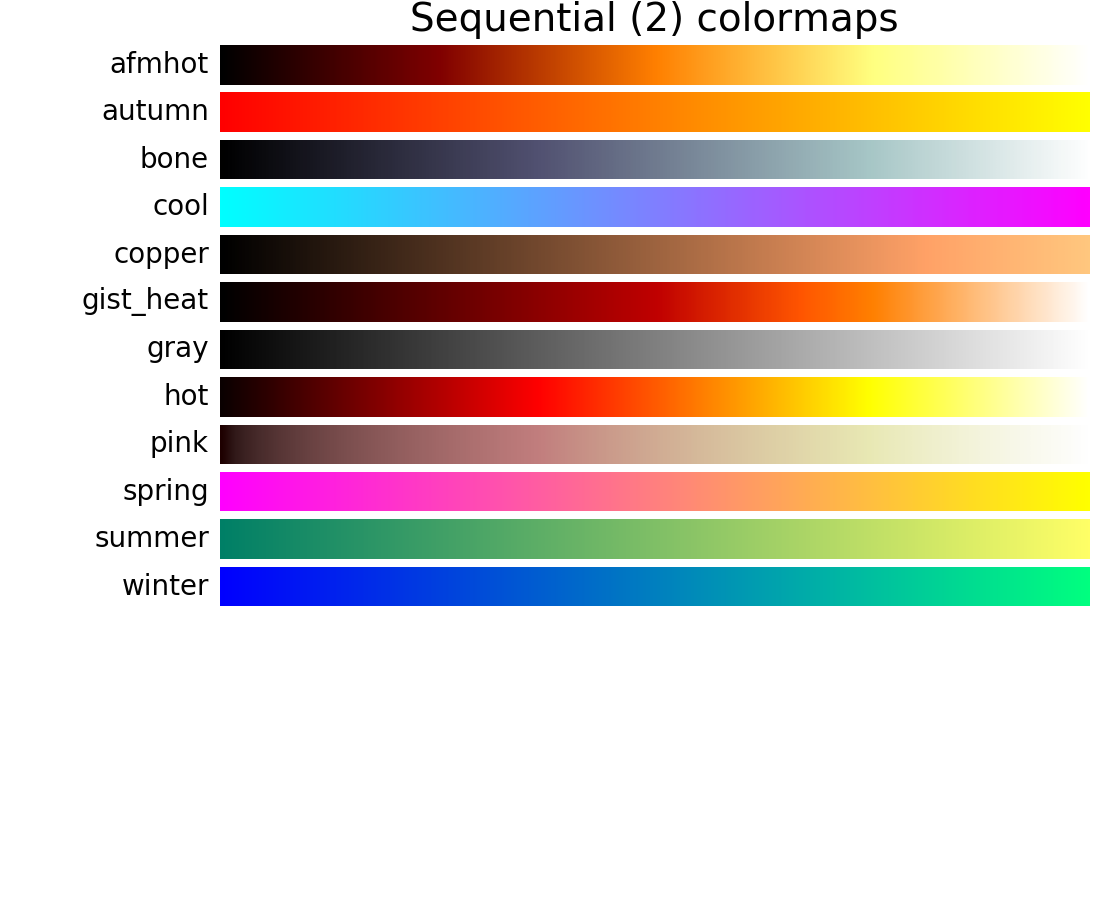 Sequential (2) colormaps
afmhot
autumn
bone
cool
copper
gist_heat
gray
hot
pink
spring
summer
winter